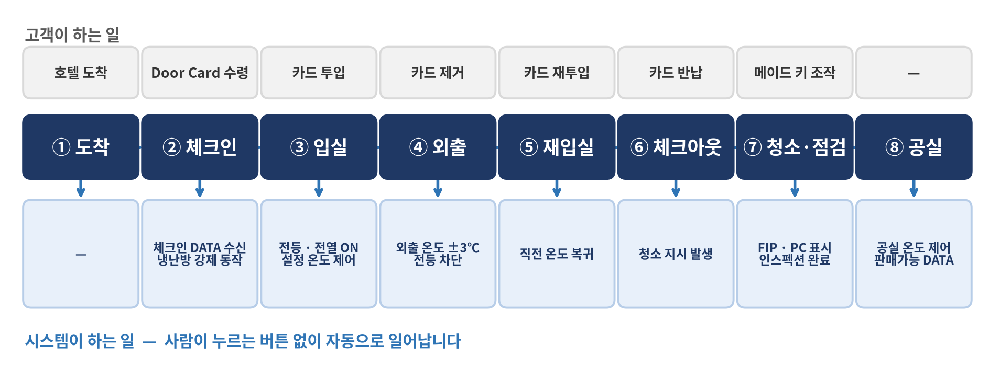 고객이 하는 일
호텔 도착
Door Card 수령
카드 투입
카드 제거
카드 재투입
카드 반납
메이드 키 조작
—
① 도착
② 체크인
③ 입실
④ 외출
⑤ 재입실
⑥ 체크아웃
⑦ 청소·점검
⑧ 공실
—
체크인 DATA 수신
냉난방 강제 동작
전등 · 전열 ON
설정 온도 제어
외출 온도 ±3℃
전등 차단
직전 온도 복귀
청소 지시 발생
FIP · PC 표시
인스펙션 완료
공실 온도 제어
판매가능 DATA
시스템이 하는 일 — 사람이 누르는 버튼 없이 자동으로 일어납니다